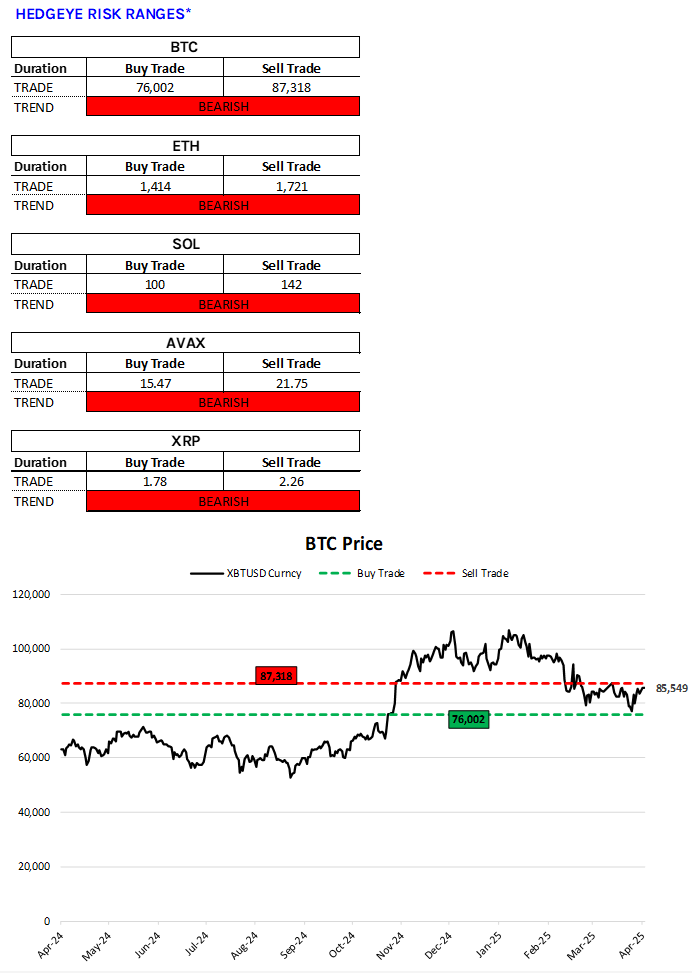 HEDGEYE RISK RANGES*
BTC
Duration Buy Trade Sell Trade
TRADE 76,002 87,318
TREND BEARISH
ETH
Duration Buy Trade Sell Trade
TRADE 1,414 1,721
TREND BEARISH
SOL
Duration Buy Trade Sell Trade
TRADE 100 142
TREND BEARISH
AVAX
Duration Buy Trade Sell Trade
TRADE 15.47 21.75
TREND BEARISH
XRP
Duration Buy Trade Sell Trade
TRADE 1.78 2.26
TREND BEARISH
BTC Price
XBTUSD Curncy Buy Trade Sell Trade
120,000
100,000
87,318
85,549
80,000
76,002
60,000
40,000
20,000
0
Apr-24 May-24 Jun-24 Jul-24 Aug-24 Sep-24 Oct-24 Nov-24 Dec-24 Jan-25 Feb-25 Mar-25 Apr-25